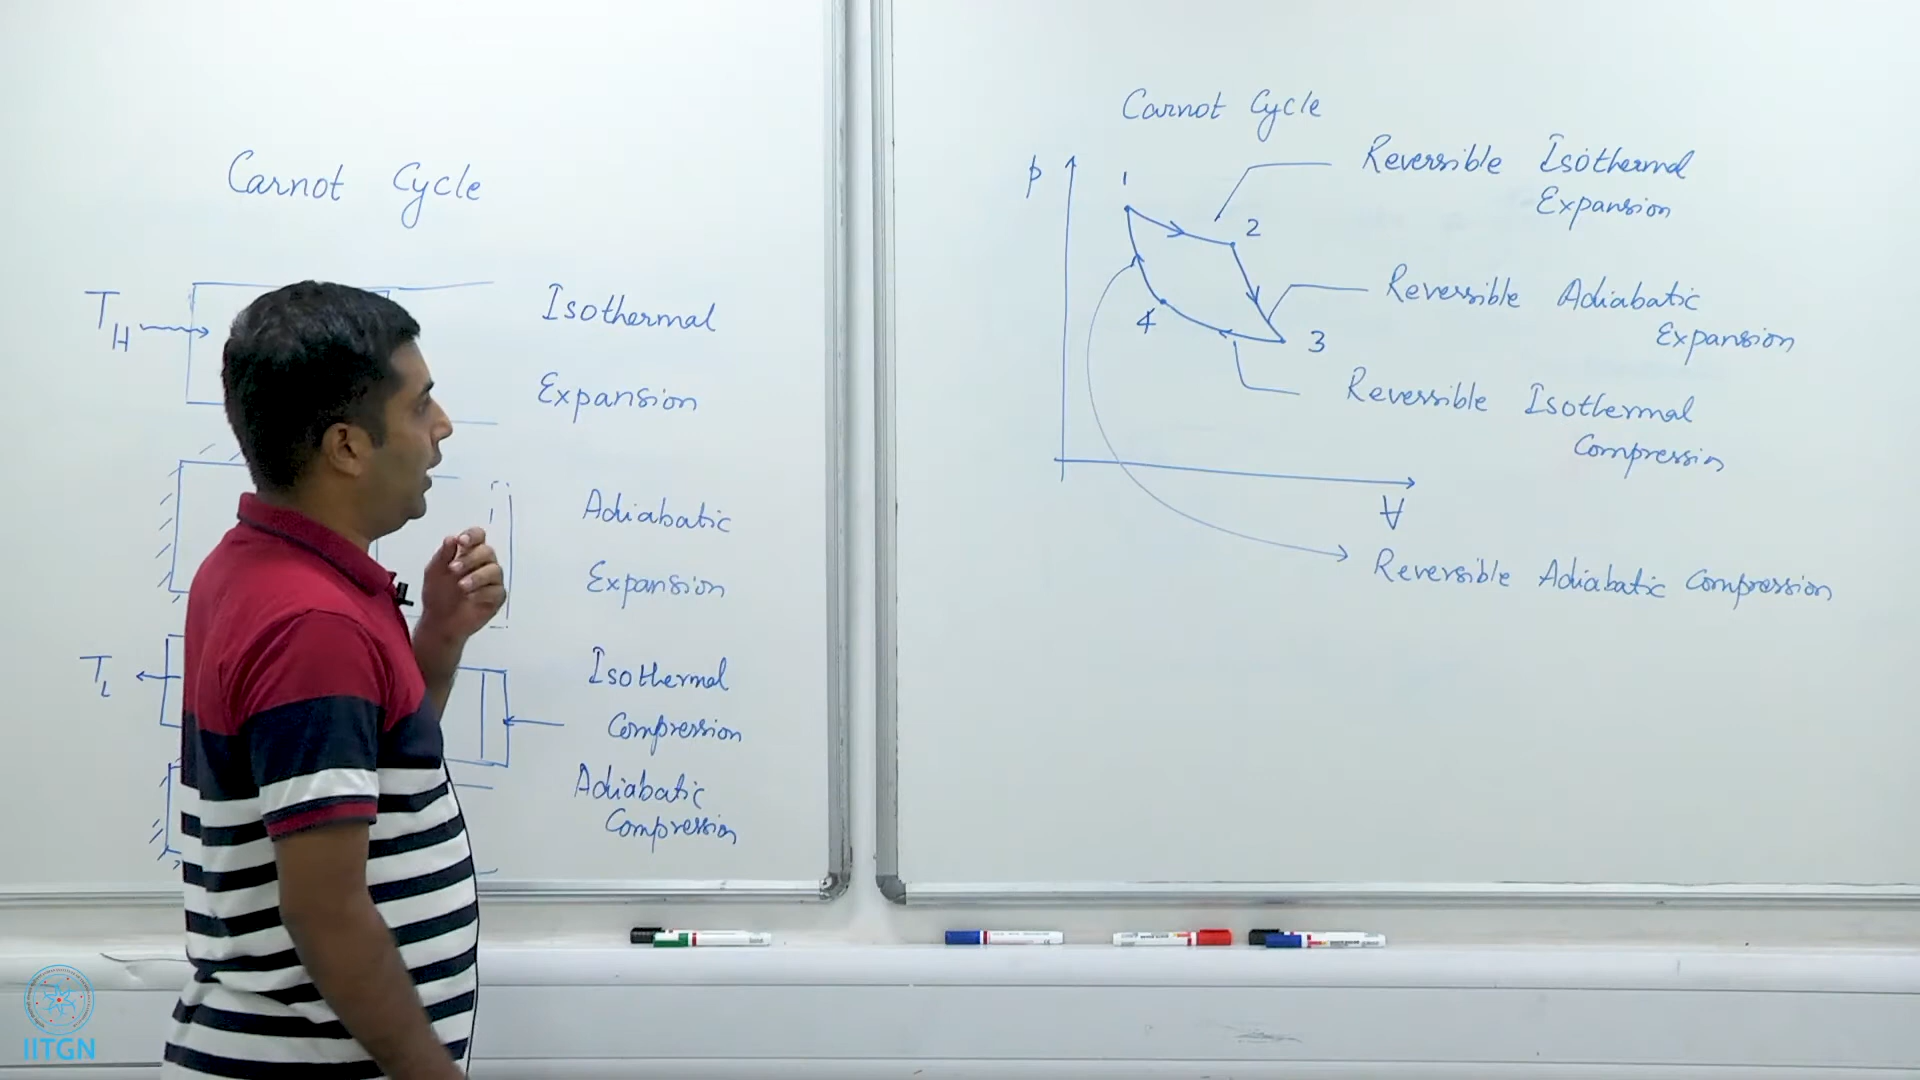 Carnot Cycle
T_H
Isothermal
Expansion
Adiabatic
Expansion
T_L
Isothermal
Compression
Adiabatic
Compression
Carnot Cycle
p
1
2
3
4
Reversible Isothermal
Expansion
Reversible Adiabatic
Expansion
Reversible Isothermal
Compression
V
Reversible Adiabatic Compression
IITGN